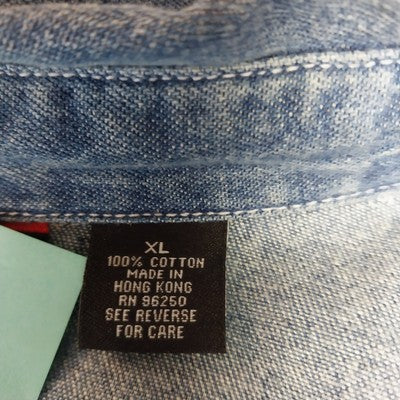 XL
100% COTTON
MADE IN
HONG KONG
RN 96250
SEE REVERSE
FOR CARE